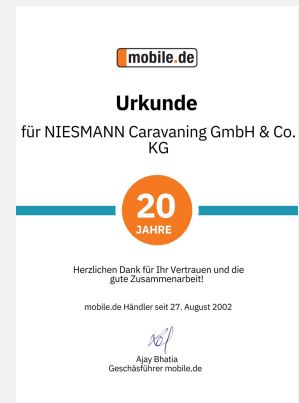 mobile.de
Urkunde
für NIESMANN Caravaning GmbH & Co.
KG
20
JAHRE
Herzlichen Dank für Ihr Vertrauen und die
gute Zusammenarbeit!
mobile.de Händler seit 27. August 2002
Ajay Bhatia
Geschäsführer mobile.de